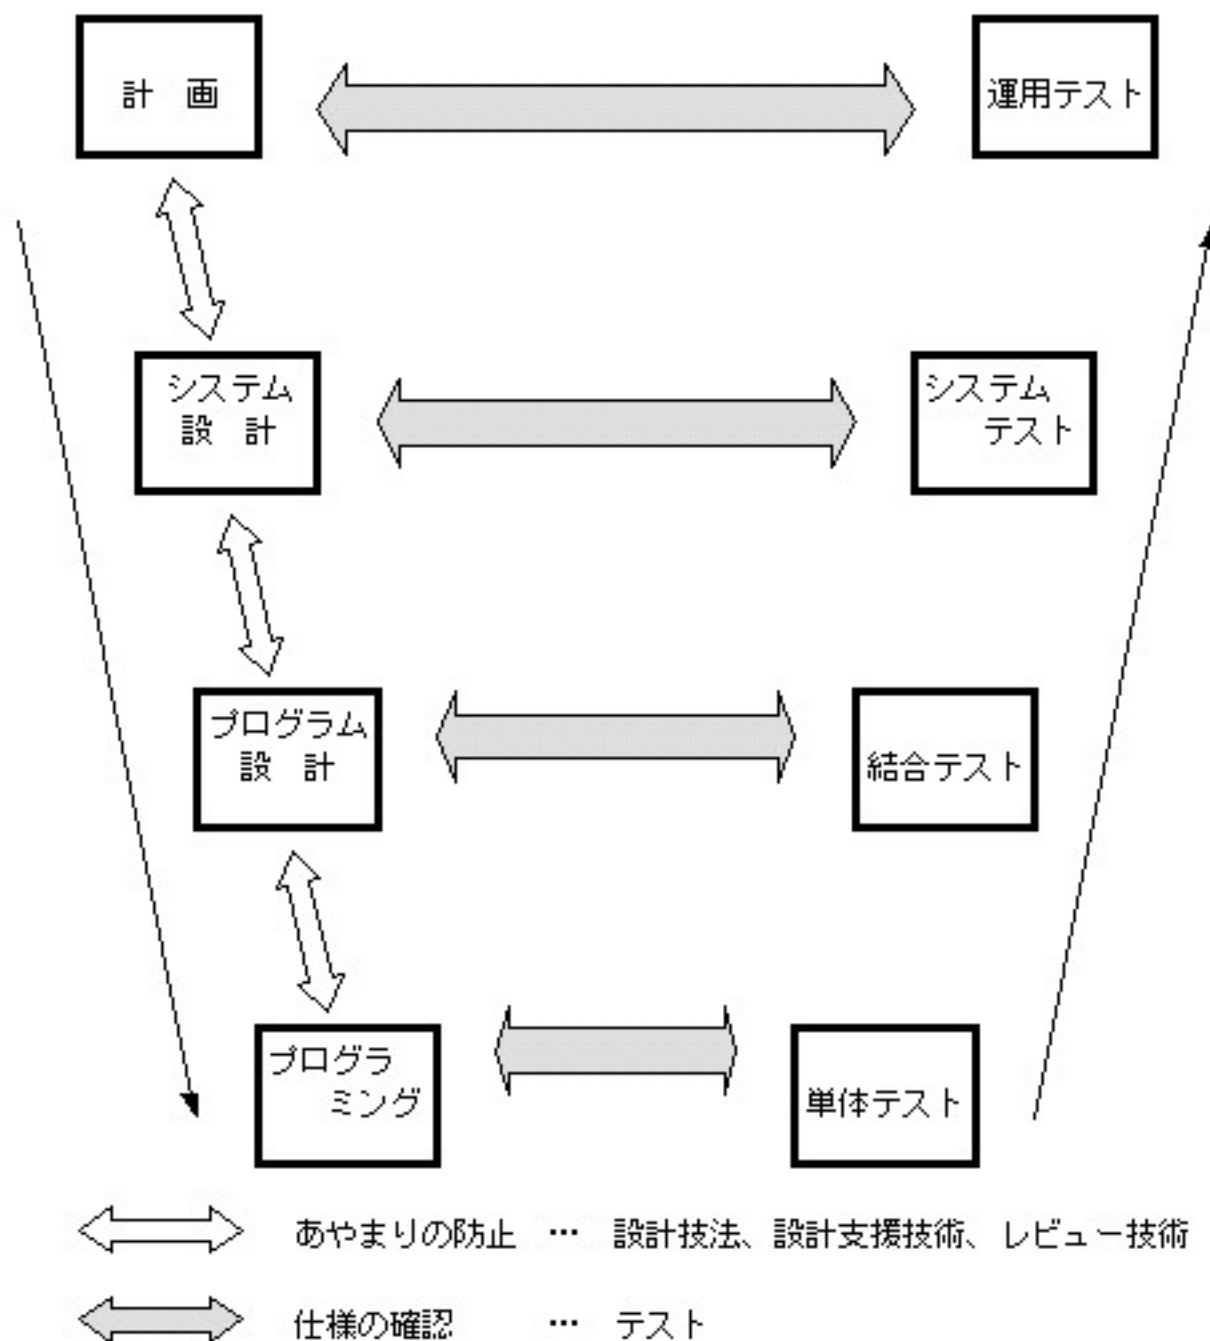 計 画
運用テスト
システム
設 計
システム
テスト
プログラム
設 計
結合テスト
プログラ
ミング
単体テスト
あやまりの防止 … 設計技法、設計支援技術、レビュー技術
仕様の確認 … テスト